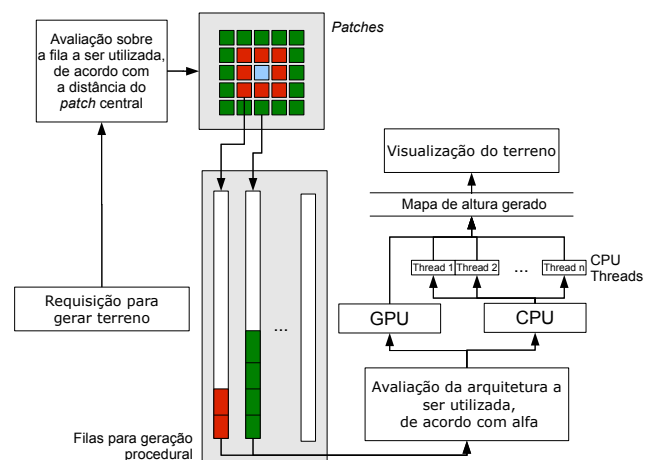 Avaliação sobre
a fila a ser utilizada,
de acordo com
a distância do
patch central
Patches
Requisição para
gerar terreno
...
Filas para geração
procedural
Visualização do terreno
Mapa de altura gerado
Thread 1
Thread 2
...
Thread n
CPU
Threads
GPU
CPU
Avaliação da arquitetura a
ser utilizada,
de acordo com alfa